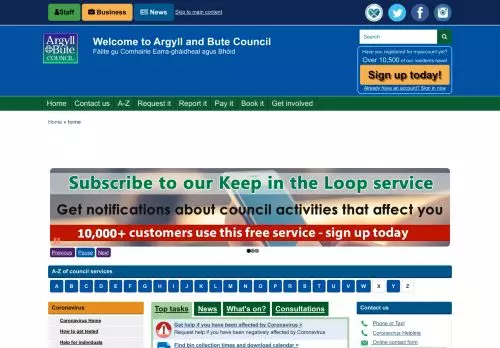 Staff
Business
News
Skip to main content
Argyll
Bute
COUNCIL
Welcome to Argyll and Bute Council
Fàilte gu Comhairle Earra-ghàidheal agus Bhòid
Search
Have you registered for myaccount yet?
Over 10,500 of our residents have!
Sign up today!
Already have an account? Sign in now
Home
Contact us
A-Z
Request it
Report it
Pay it
Book it
Get involved
Home » home
Subscribe to our Keep in the Loop service
Get notifications about council activities that affect you
10,000+ customers use this free service - sign up today
Previous
Pause
Next
A-Z of council services
A B C D E F G H I J K L M N O P R S T U V W X Y Z
Coronavirus
Coronavirus Home
How to get tested
Help for individuals
Top tasks
News
What's on?
Consultations
Get help if you have been affected by Coronavirus >
Request help if you have been negatively affected by Coronavirus
Find bin collection times and download calendar >
Contact us
Phone or Text
Coronavirus Helpline
Online contact form